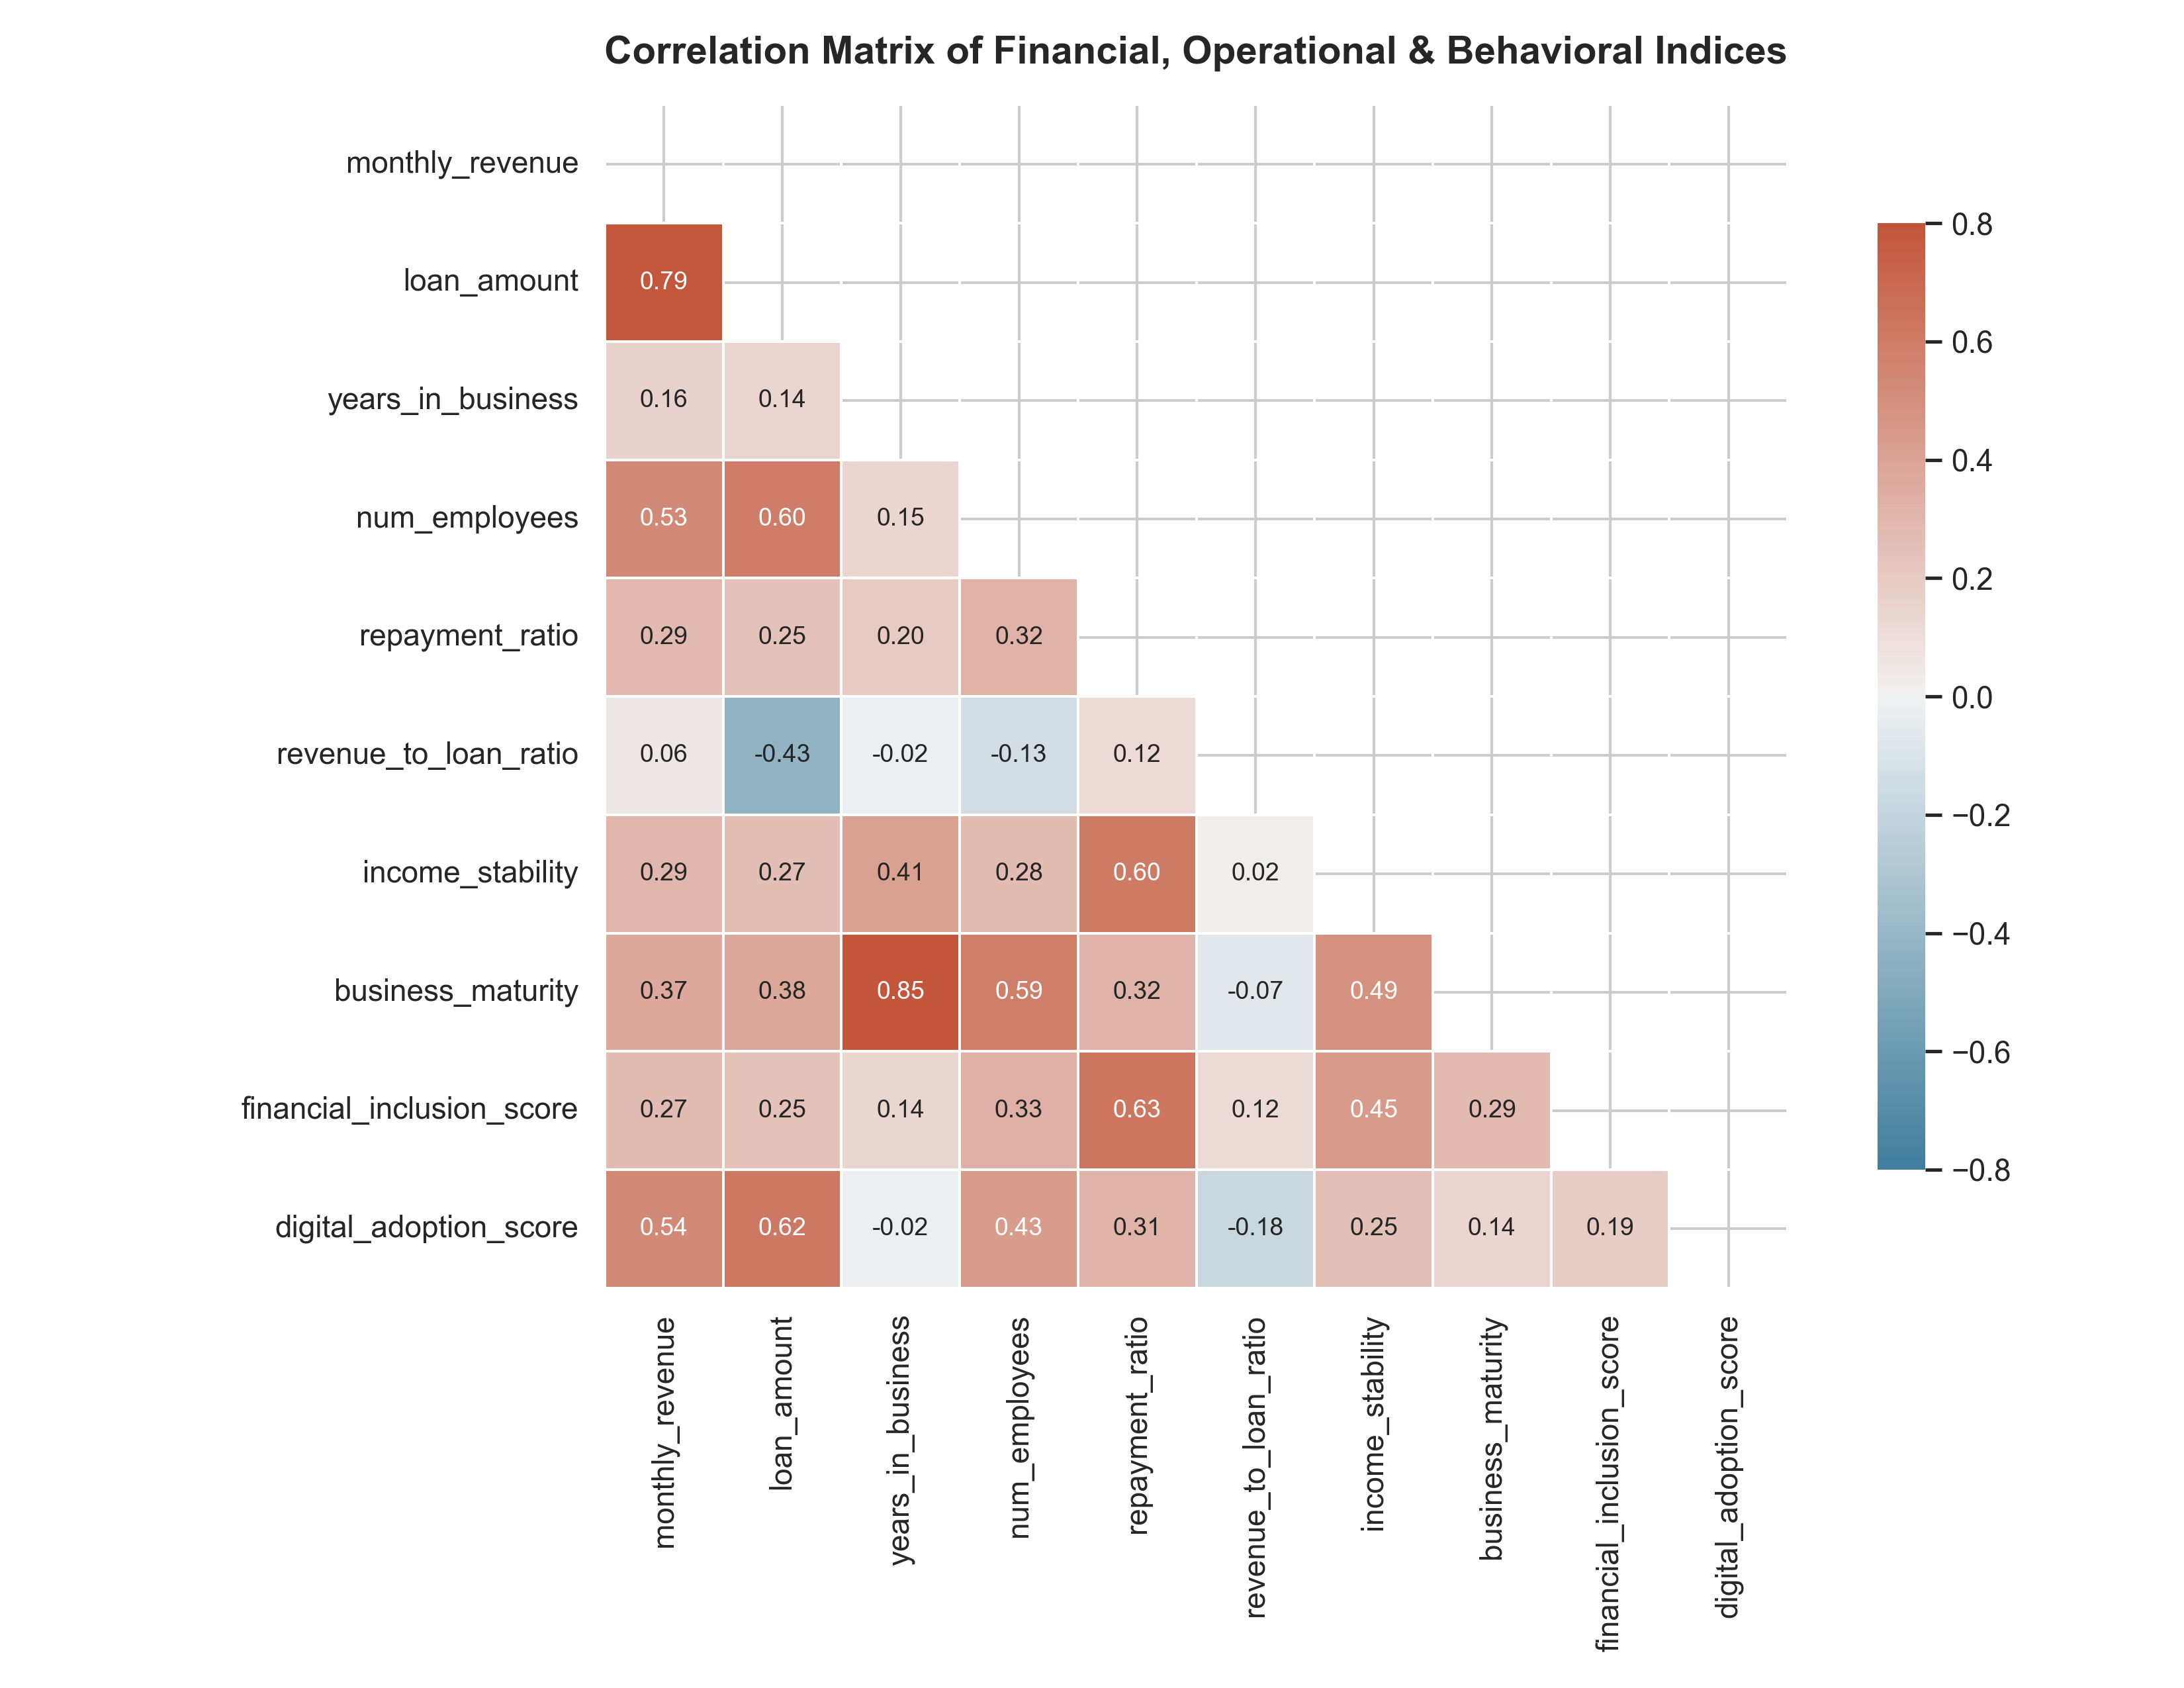 Correlation Matrix of Financial, Operational & Behavioral Indices
monthly_revenue
loan_amount 0.79
years_in_business 0.16 0.14
num_employees 0.53 0.60 0.15
repayment_ratio 0.29 0.25 0.20 0.32
revenue_to_loan_ratio 0.06 -0.43 -0.02 -0.13 0.12
income_stability 0.29 0.27 0.41 0.28 0.60 0.02
business_maturity 0.37 0.38 0.85 0.59 0.32 -0.07 0.49
financial_inclusion_score 0.27 0.25 0.14 0.33 0.63 0.12 0.45 0.29
digital_adoption_score 0.54 0.62 -0.02 0.43 0.31 -0.18 0.25 0.14 0.19
monthly_revenue
loan_amount
years_in_business
num_employees
repayment_ratio
revenue_to_loan_ratio
income_stability
business_maturity
financial_inclusion_score
digital_adoption_score
0.8
0.6
0.4
0.2
0.0
−0.2
−0.4
−0.6
−0.8